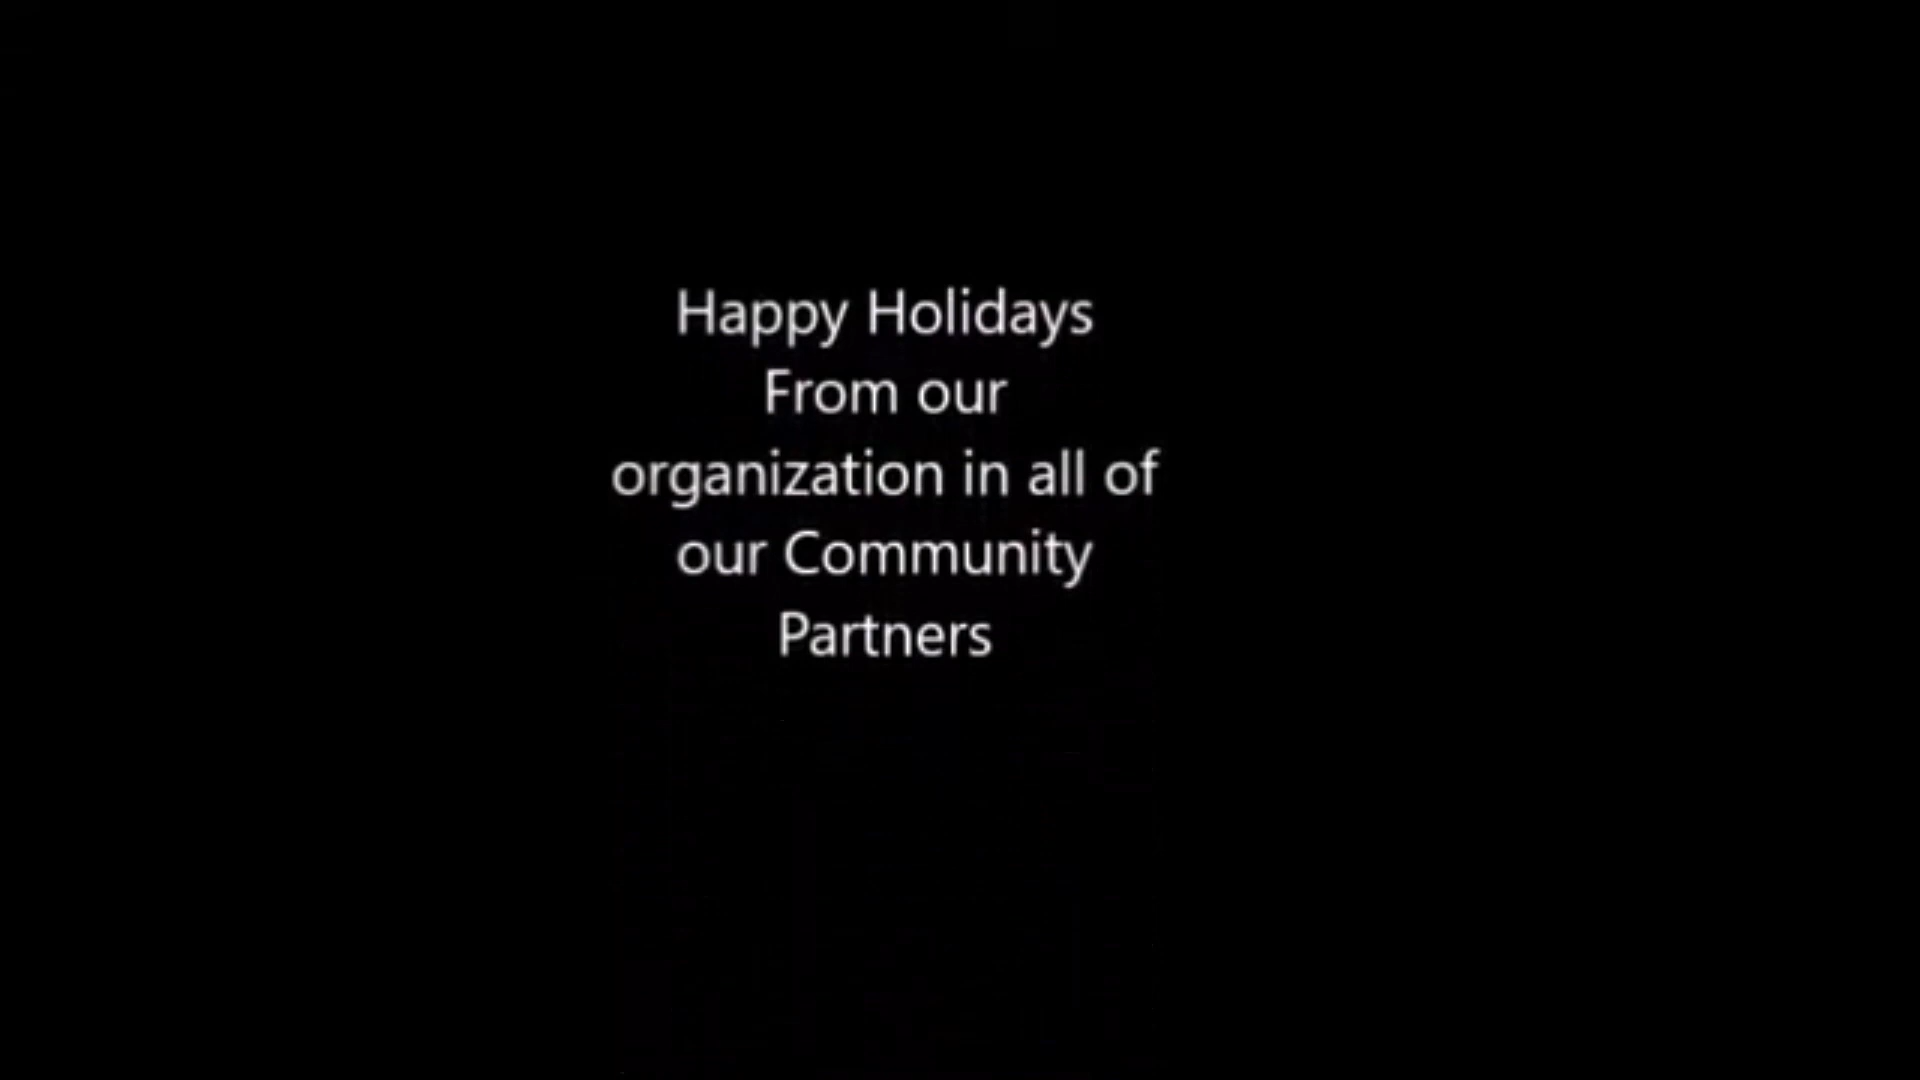 Happy Holidays
From our
organization in all of
our Community
Partners